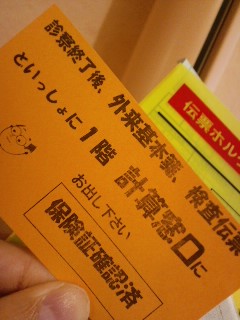 診察終了後、外来基本票、検査伝票
といっしょに1階 計算窓口に
お出し下さい
保険証確認済
伝票ホル